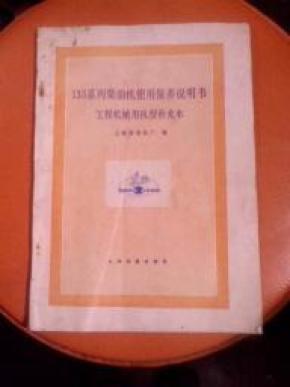 135系列柴油机使用保养说明书
工程机械用机型补充本
上海柴油机厂 编